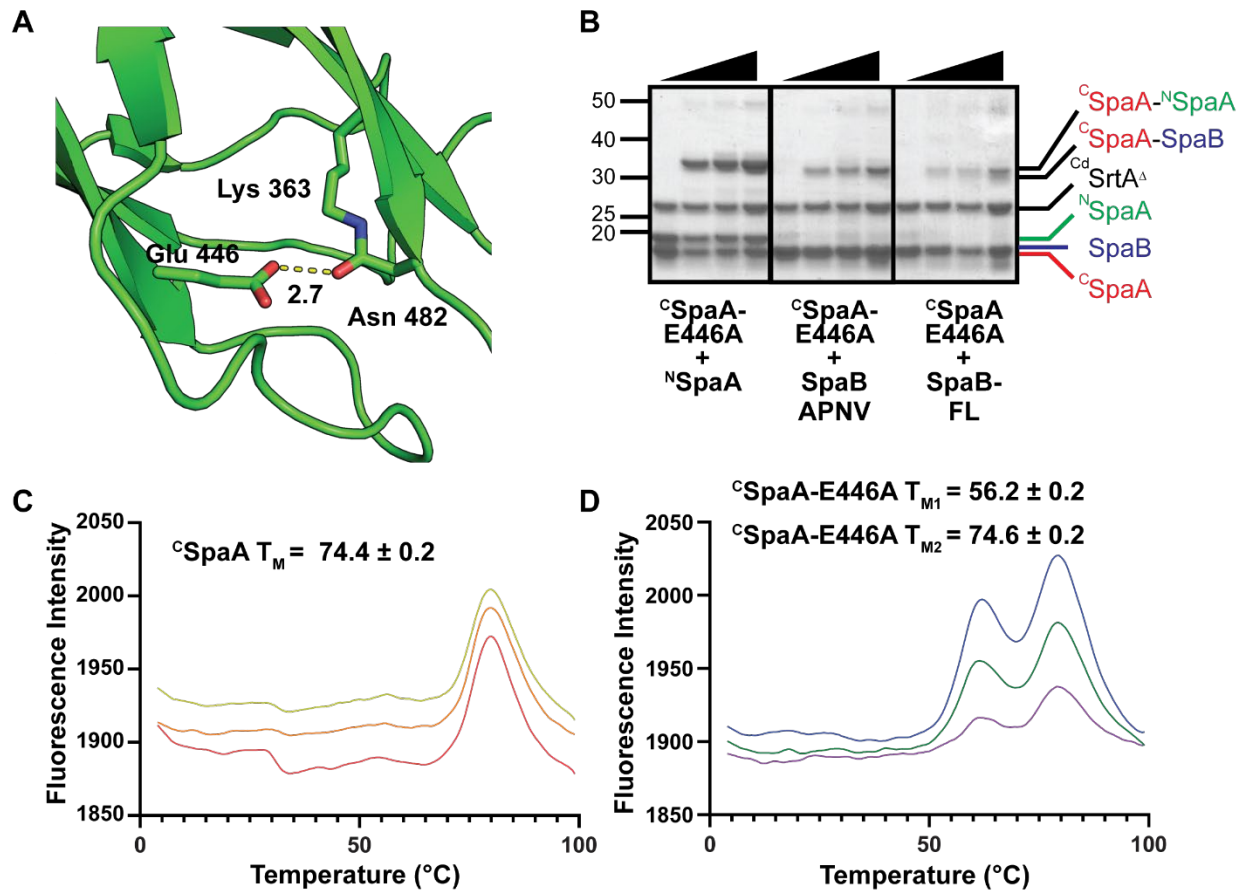 A
Lys 363
Glu 446
2.7
Asn 482
B
50
40
30
25
20
CSpaA-NSpaA
CSpaA-SpaB
Cd
SrtAΔ
NSpaA
SpaB
CSpaA
CSpaA-
E446A
+
NSpaA
CSpaA-
E446A
+
SpaB
APNV
CSpaA
E446A
+
SpaB-
FL
C
CSpaA TM = 74.4 ± 0.2
Fluorescence Intensity
2050
2000
1950
1900
1850
0
50
100
Temperature (°C)
D
CSpaA-E446A TM1 = 56.2 ± 0.2
CSpaA-E446A TM2 = 74.6 ± 0.2
Fluorescence Intensity
2050
2000
1950
1900
1850
0
50
100
Temperature (°C)